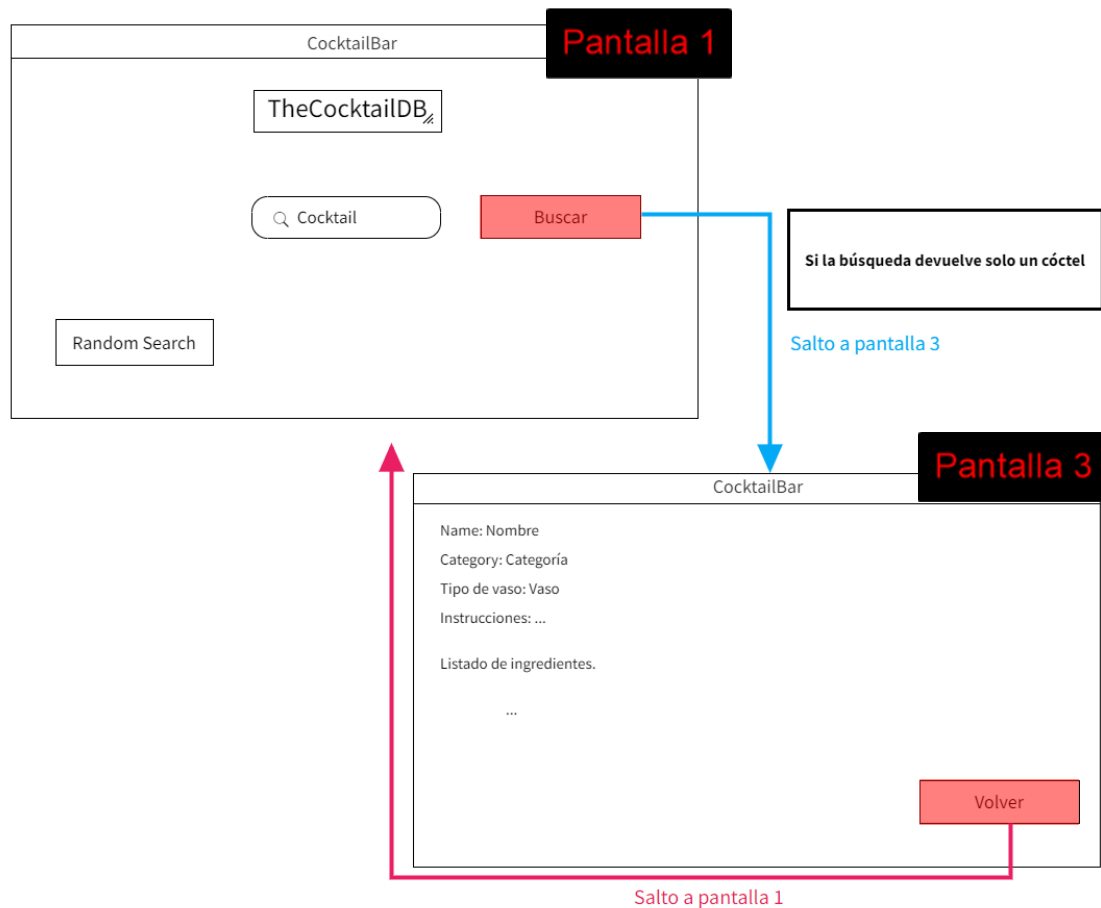 CocktailBar
Pantalla 1
TheCocktailDB
Cocktail
Buscar
Si la búsqueda devuelve solo un cóctel
Random Search
Salto a pantalla 3
Pantalla 3
CocktailBar
Name: Nombre
Category: Categoría
Tipo de vaso: Vaso
Instrucciones: ...
Listado de ingredientes.
...
Volver
Salto a pantalla 1